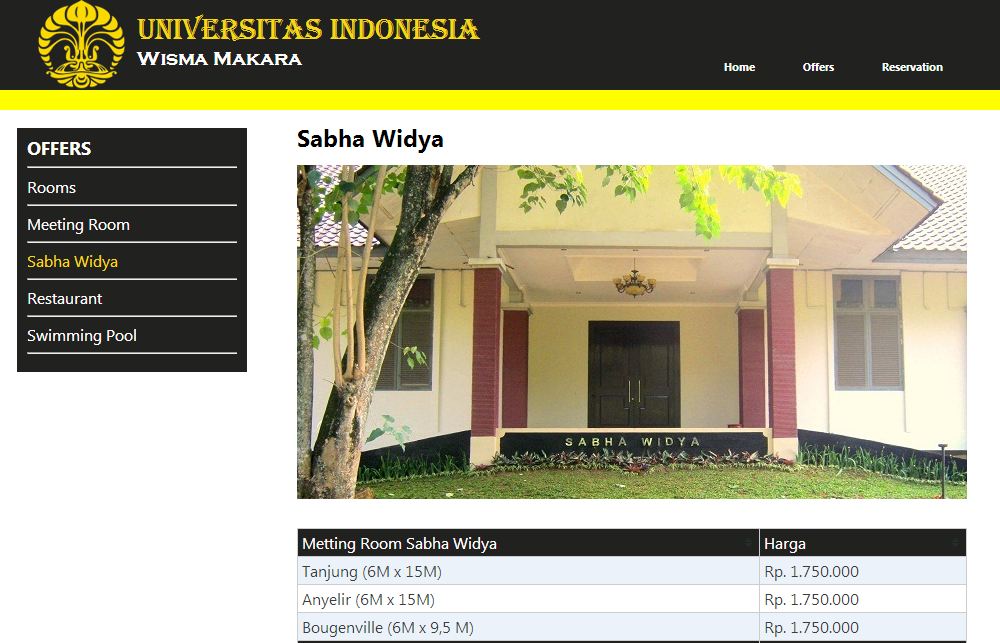 UNIVERSITAS INDONESIA
WISMA MAKARA
Home Offers Reservation
OFFERS
Rooms
Meeting Room
Sabha Widya
Restaurant
Swimming Pool
Sabha Widya
SABHA WIDYA
Metting Room Sabha Widya Harga
Tanjung (6M x 15M) Rp. 1.750.000
Anyelir (6M x 15M) Rp. 1.750.000
Bougenville (6M x 9,5 M) Rp. 1.750.000